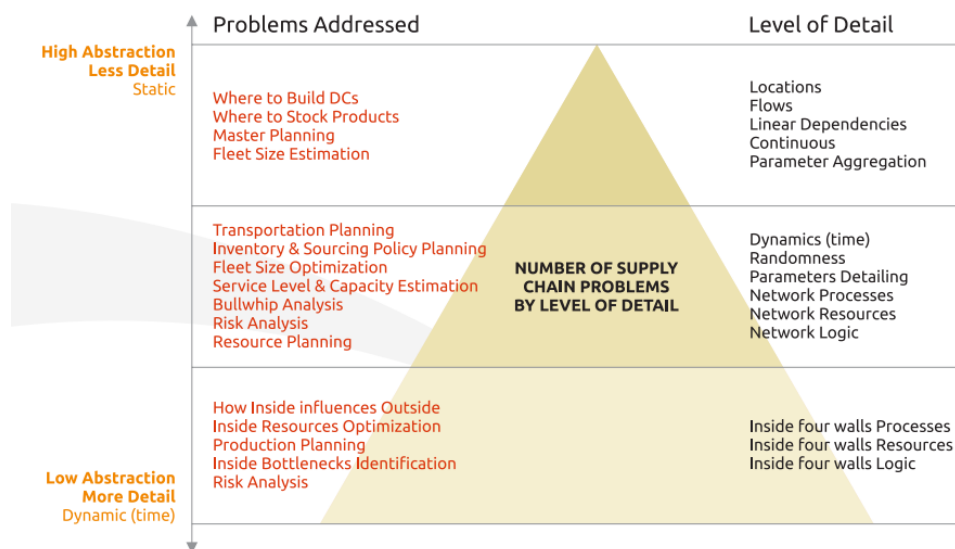 Problems Addressed
Level of Detail
High Abstraction
Less Detail
Static
Where to Build DCs
Where to Stock Products
Master Planning
Fleet Size Estimation
Locations
Flows
Linear Dependencies
Continuous
Parameter Aggregation
Transportation Planning
Inventory & Sourcing Policy Planning
Fleet Size Optimization
Service Level & Capacity Estimation
Bullwhip Analysis
Risk Analysis
Resource Planning
NUMBER OF SUPPLY
CHAIN PROBLEMS
BY LEVEL OF DETAIL
Dynamics (time)
Randomness
Parameters Detailing
Network Processes
Network Resources
Network Logic
How Inside influences Outside
Inside Resources Optimization
Production Planning
Inside Bottlenecks Identification
Risk Analysis
Inside four walls Processes
Inside four walls Resources
Inside four walls Logic
Low Abstraction
More Detail
Dynamic (time)